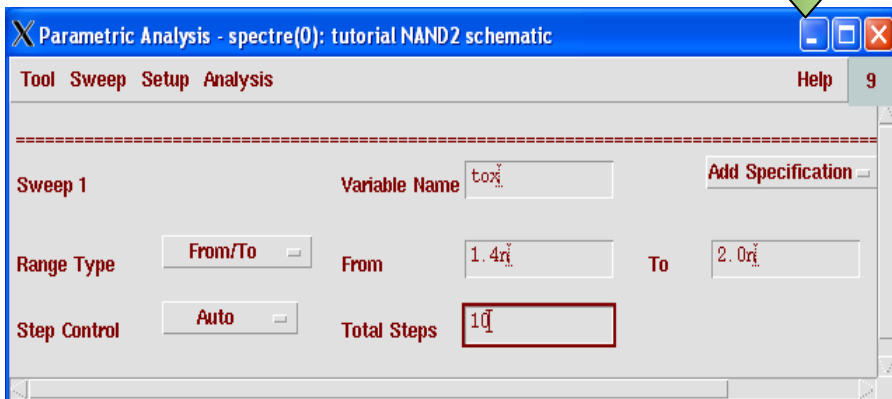 X Parametric Analysis - spectre(0): tutorial NAND2 schematic
Tool Sweep Setup Analysis Help 9
================================================================================
Sweep 1 Variable Name tox Add Specification
Range Type From/To From 1.4n To 2.0n
Step Control Auto Total Steps 10